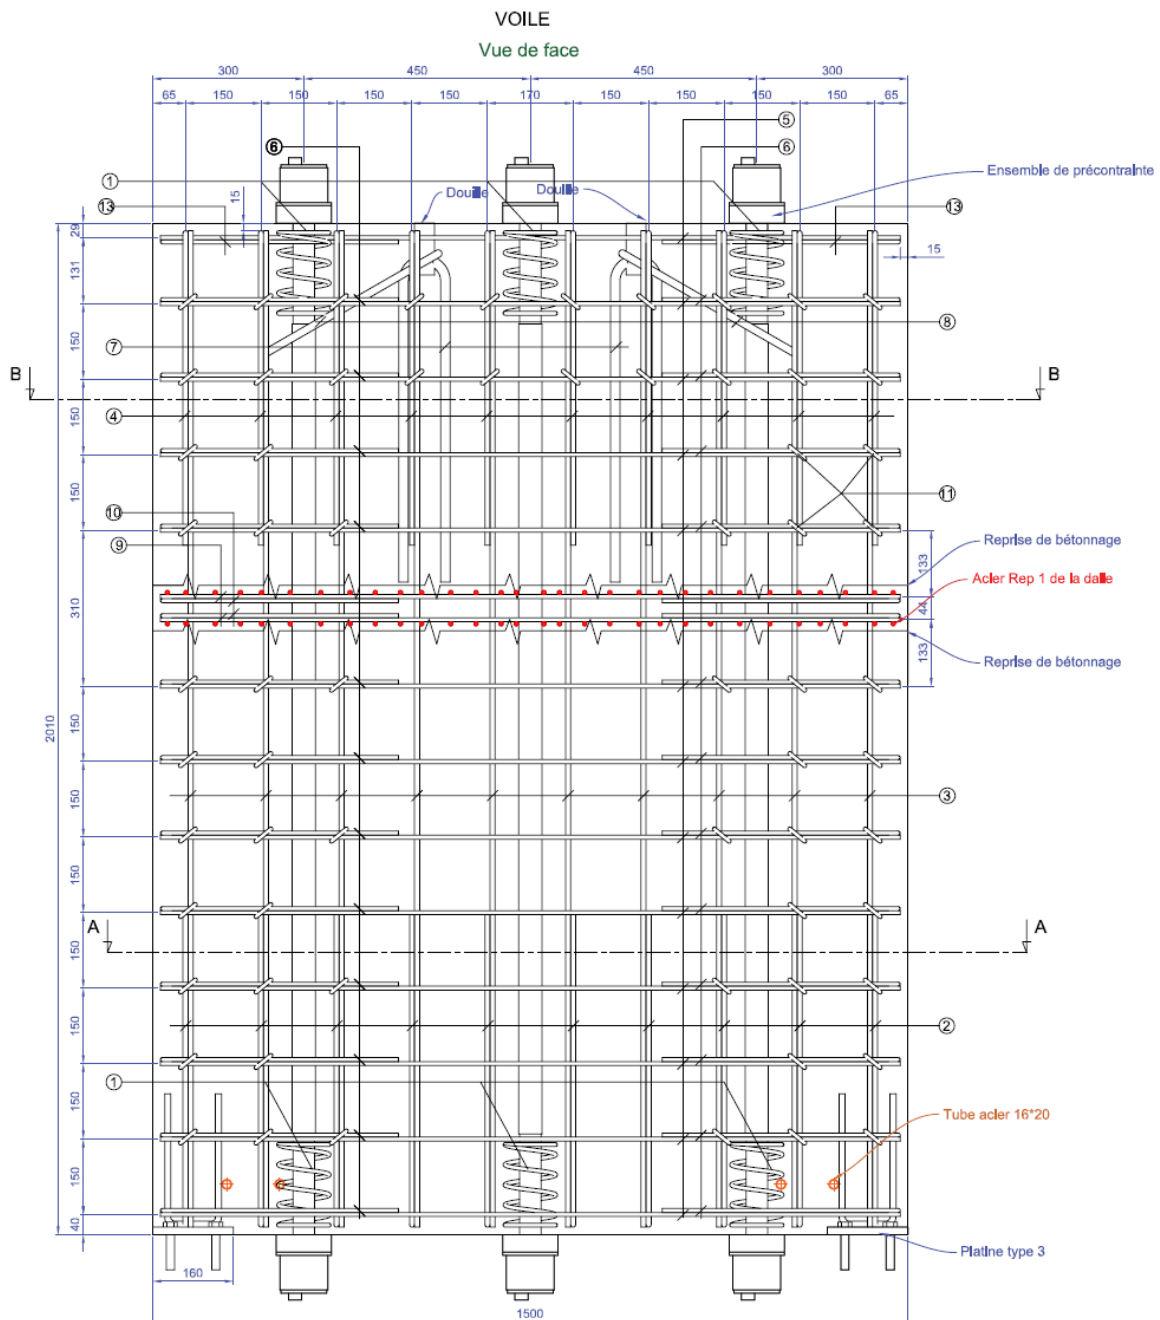 VOILE
Vue de face
300 450 450 300
65 150 150 150 150 170 150 150 150 150 65
5
6 6
1 Ensemble de précontrainte
Douille Douille
15
13 13
29
15
131
8
7
150
B B
4
150
150
11
10
Reprise de bétonnage
9
133
Acier Rep 1 de la dalle
310
44
133
Reprise de bétonnage
2010
150
3
150
150
A A
150
2
150
1
150
Tube acier 16*20
150
40
Platine type 3
160
1500